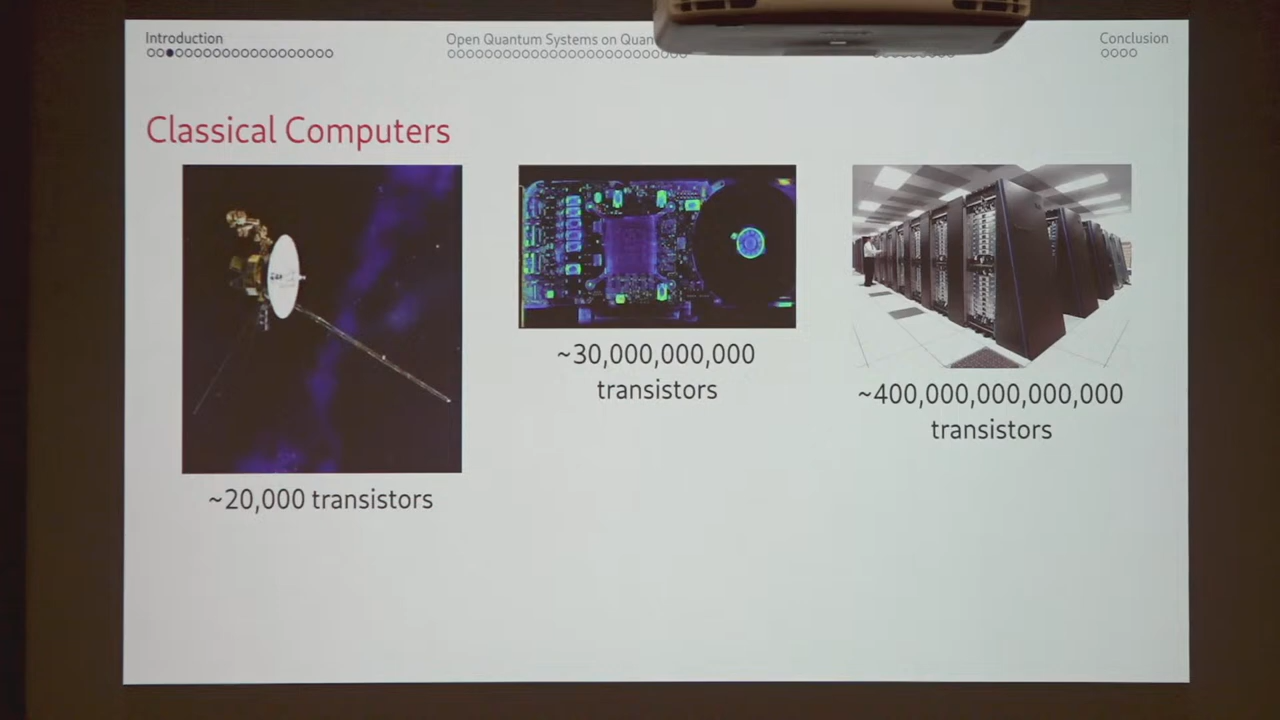 Introduction
Open Quantum Systems on
Conclusion
Classical Computers
~20,000 transistors
~30,000,000,000
transistors
~400,000,000,000,000
transistors